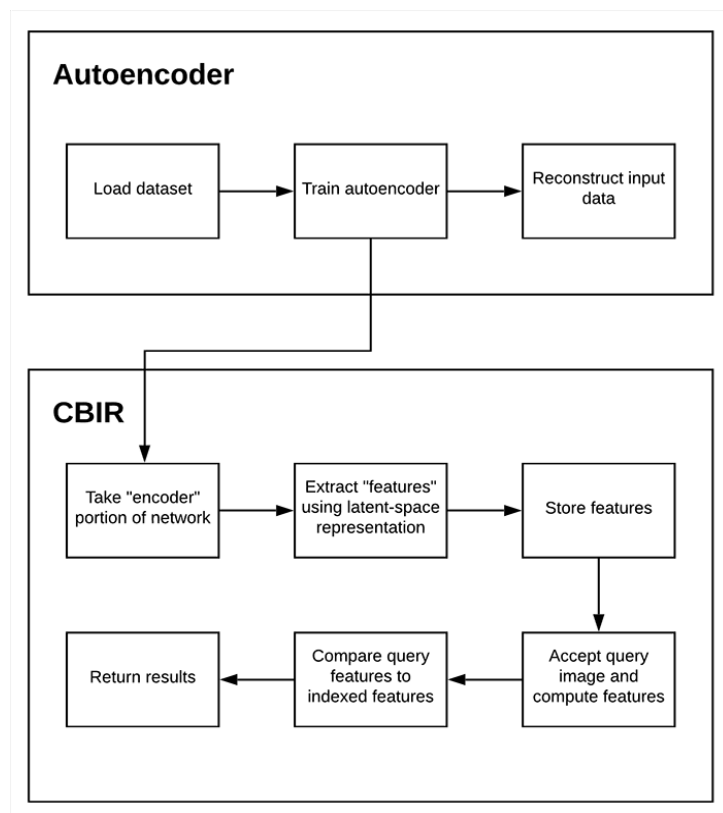 Autoencoder
Load dataset
Train autoencoder
Reconstruct input
data
CBIR
Take "encoder"
portion of network
Extract "features"
using latent-space
representation
Store features
Accept query
image and
compute features
Compare query
features to
indexed features
Return results